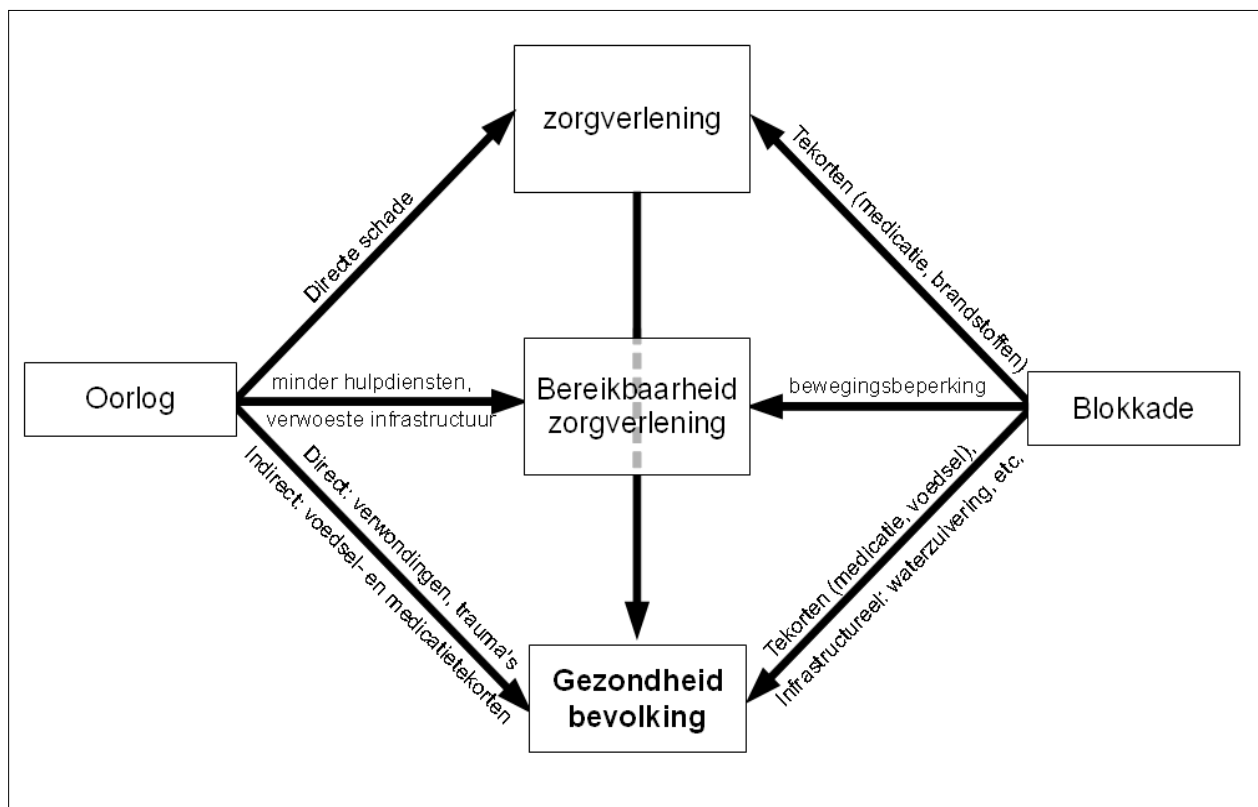 zorgverlening
Directe schade
Tekorten (medicatie, brandstoffen)
Oorlog
minder hulpdiensten,
verwoeste infrastructuur
Bereikbaarheid
zorgverlening
bewegingsbeperking
Blokkade
Direct: verwondingen, trauma's
Indirect: voedsel- en medicatietekorten
Tekorten (medicatie, voedsel),
Infrastructureel: waterzuivering, etc.
Gezondheid
bevolking